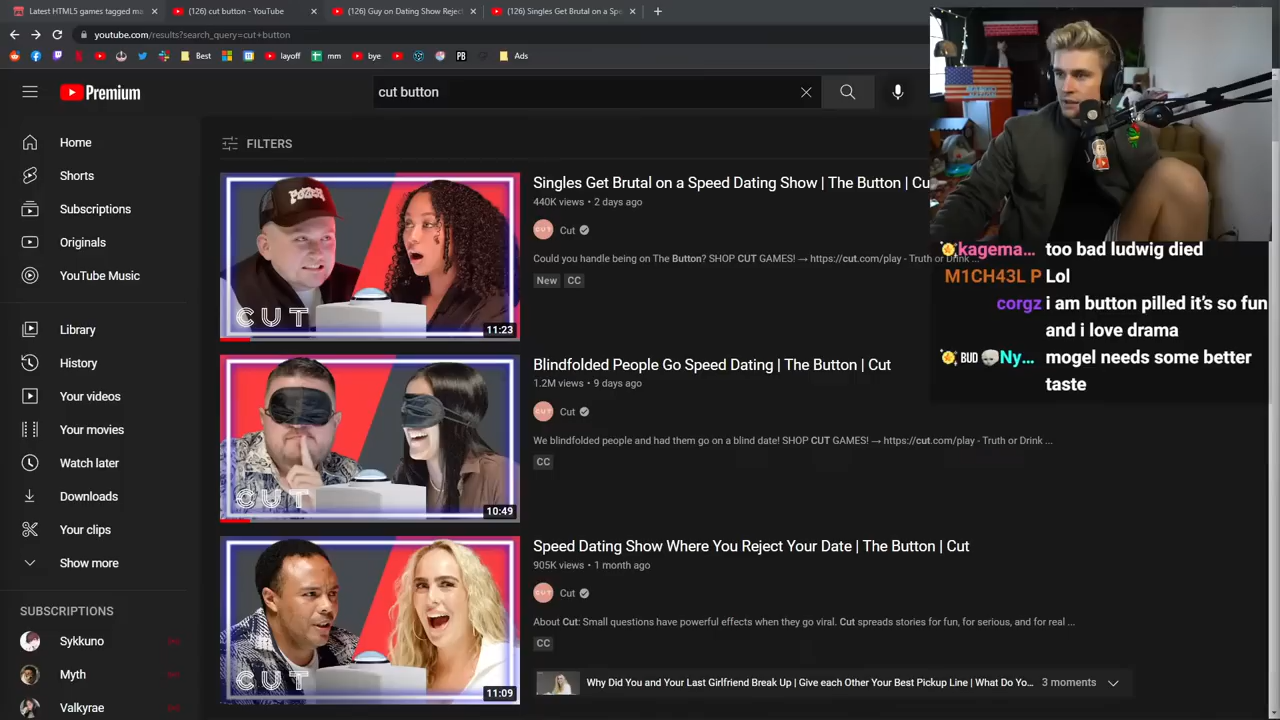 Latest HTML5 games tagged ma
(126) cut button - YouTube
(126) Guy on Dating Show Rejec
(126) Singles Get Brutal on a Spe
youtube.com/results?search_query=cut+button
Best
layoff
mm
bye
PB
Ads
Premium
cut button
Home
Shorts
Subscriptions
Originals
YouTube Music
Library
History
Your videos
Your movies
Watch later
Downloads
Your clips
Show more
SUBSCRIPTIONS
Sykkuno
Myth
Valkyrae
FILTERS
CUT
11:23
Singles Get Brutal on a Speed Dating Show | The Button | Cu
440K views • 2 days ago
Cut
Could you handle being on The Button? SHOP CUT GAMES! → https://cut.com/play - Truth or Drink ...
New CC
CUT
10:49
Blindfolded People Go Speed Dating | The Button | Cut
1.2M views • 9 days ago
Cut
We blindfolded people and had them go on a blind date! SHOP CUT GAMES! → https://cut.com/play - Truth or Drink ...
CC
CUT
11:09
Speed Dating Show Where You Reject Your Date | The Button | Cut
905K views • 1 month ago
Cut
About Cut: Small questions have powerful effects when they go viral. Cut spreads stories for fun, for serious, and for real ...
CC
Why Did You and Your Last Girlfriend Break Up | Give each Other Your Best Pickup Line | What Do Yo... 3 moments
kagema... too bad ludwig died
M1CH43L P Lol
corgz i am button pilled it's so fun
and i love drama
BUD Ny... mogel needs some better
taste